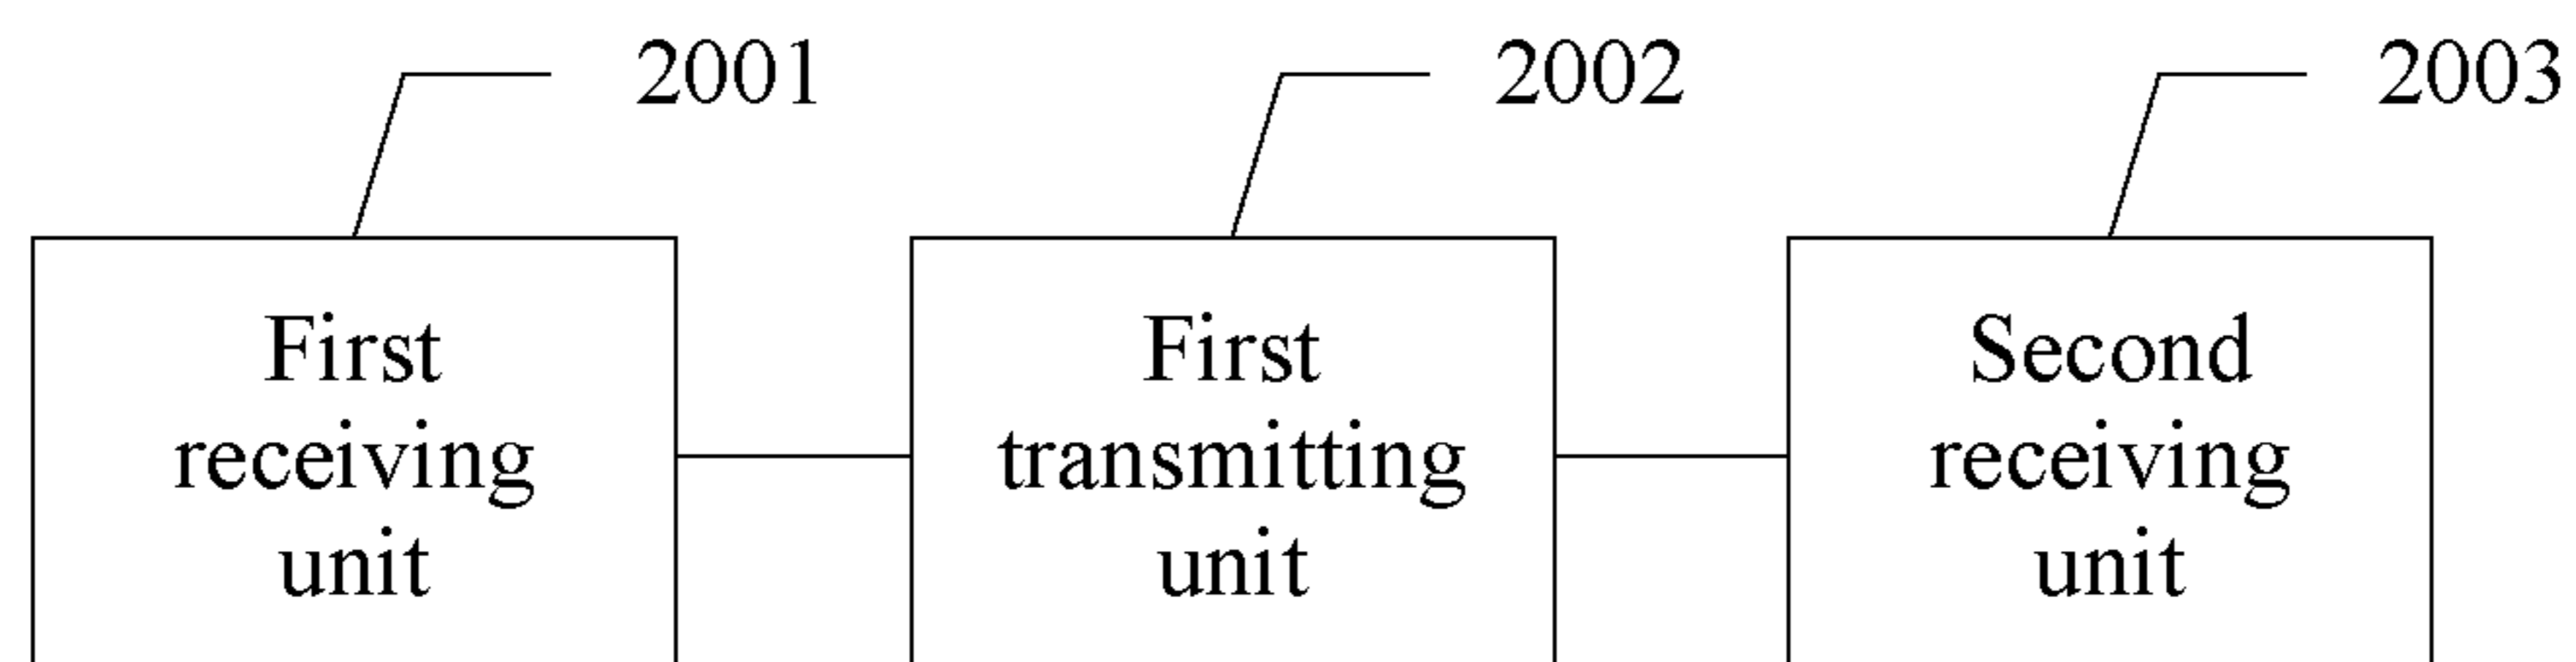 2001
2002
2003
First
receiving
unit
First
transmitting
unit
Second
receiving
unit